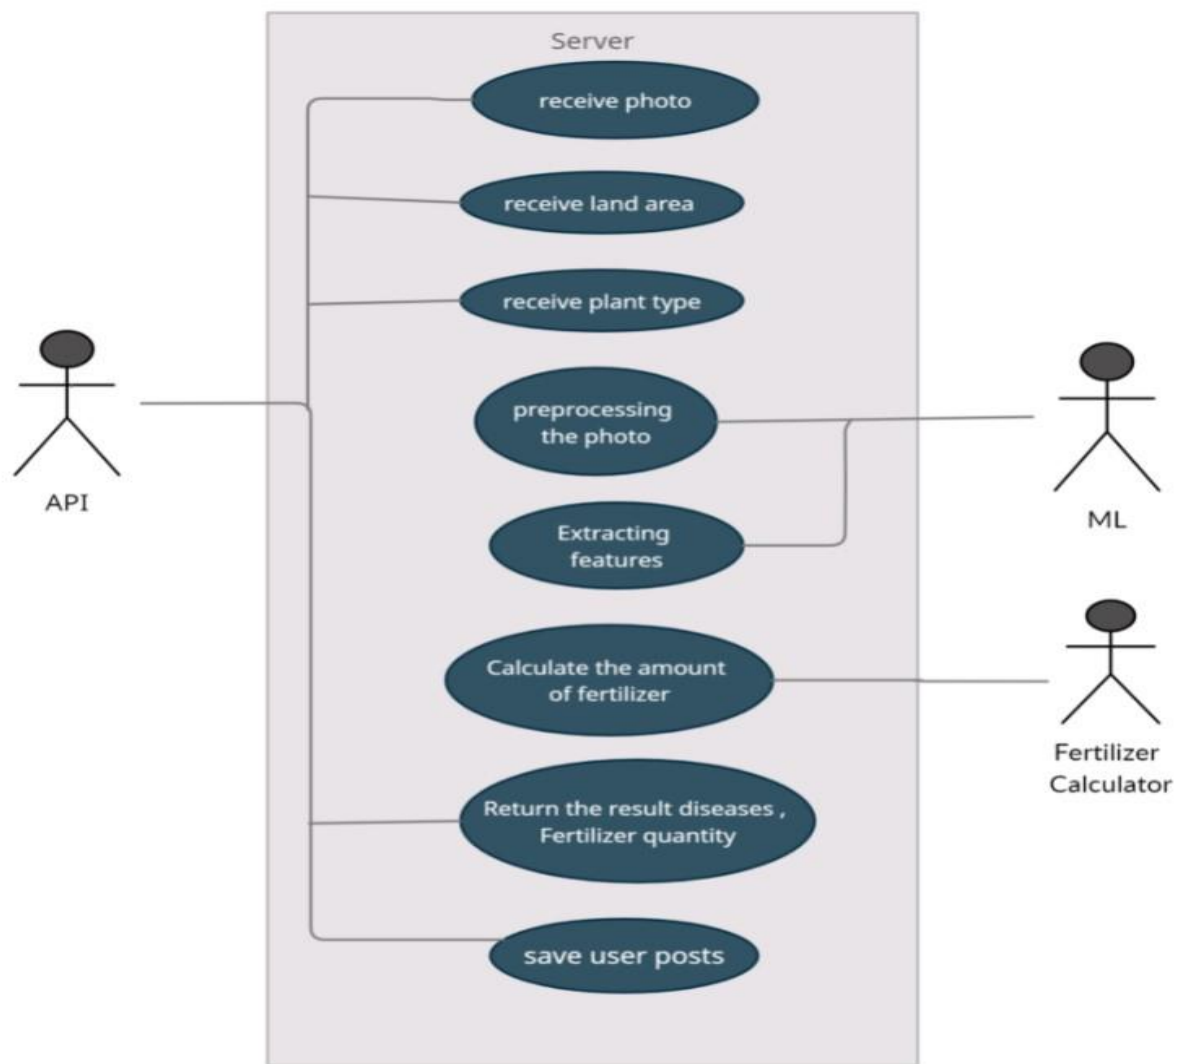 Server
receive photo
receive land area
receive plant type
preprocessing
the photo
Extracting
features
Calculate the amount
of fertilizer
Return the result diseases ,
Fertilizer quantity
save user posts
API
ML
Fertilizer
Calculator